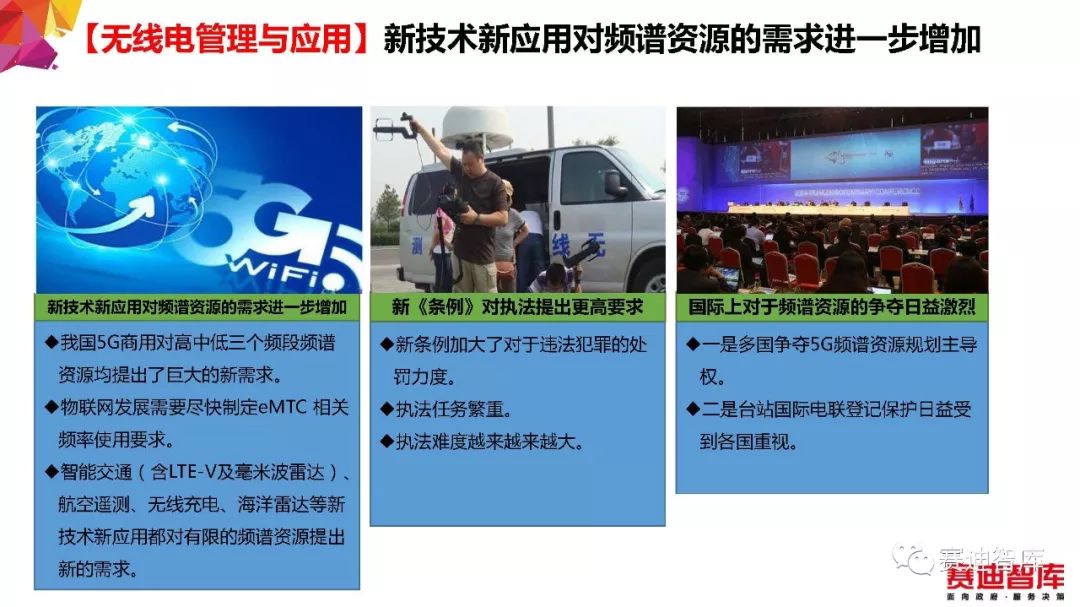 【无线电管理与应用】新技术新应用对频谱资源的需求进一步增加
5G
WiFi
新技术新应用对频谱资源的需求进一步增加
◆我国5G商用对高中低三个频段频谱
资源均提出了巨大的新需求。
◆物联网发展需要尽快制定eMTC 相关
频率使用要求。
◆智能交通（含LTE-V及毫米波雷达）、
航空遥测、无线充电、海洋雷达等新
技术新应用都对有限的频谱资源提出
新的需求。
测 线 无
新《条例》对执法提出更高要求
◆新条例加大了对于违法犯罪的处
罚力度。
◆执法任务繁重。
◆执法难度越来越来越大。
国际上对于频谱资源的争夺日益激烈
◆一是多国争夺5G频谱资源规划主导
权。
◆二是台站国际电联登记保护日益受
到各国重视。
赛迪智库
赛迪智库
面向政府·服务决策